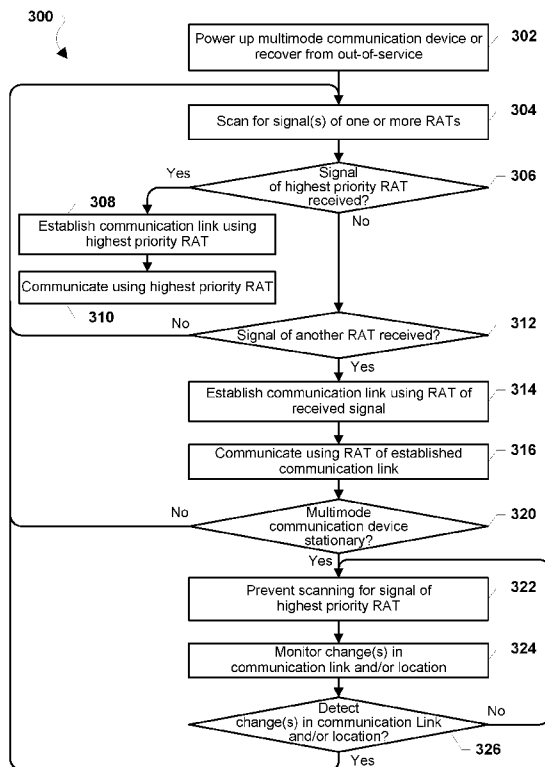 300
Power up multimode communication device or
recover from out-of-service
302
Scan for signal(s) of one or more RATs
304
Signal
of highest priority RAT
received?
306
Yes
No
308
Establish communication link using
highest priority RAT
Communicate using highest priority RAT
310
Signal of another RAT received?
312
No
Yes
Establish communication link using RAT of
received signal
314
Communicate using RAT of established
communication link
316
Multimode
communication device
stationary?
320
No
Yes
Prevent scanning for signal of
highest priority RAT
322
Monitor change(s) in
communication link and/or location
324
Detect
change(s) in communication Link
and/or location?
326
No
Yes